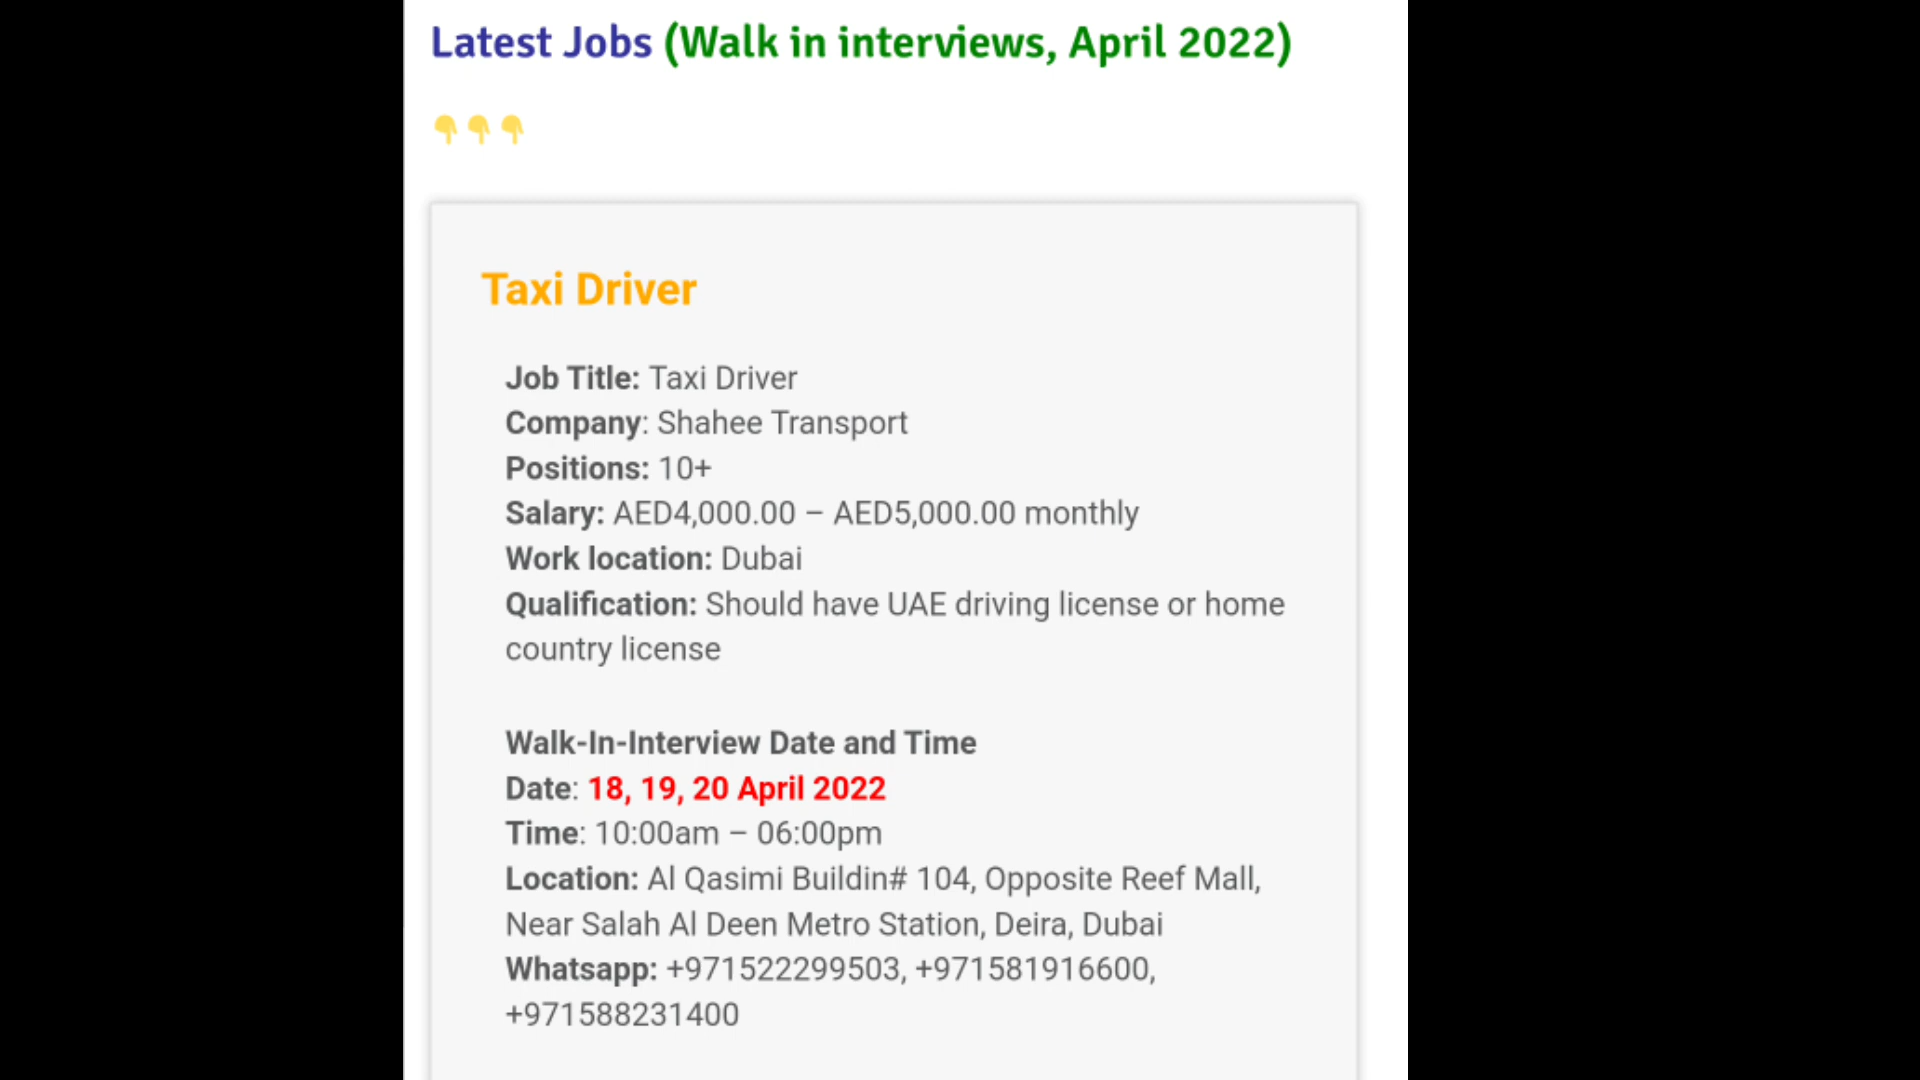 Latest Jobs (Walk in interviews, April 2022)
👇👇👇
Taxi Driver
Job Title: Taxi Driver
Company: Shahee Transport
Positions: 10+
Salary: AED4,000.00 – AED5,000.00 monthly
Work location: Dubai
Qualification: Should have UAE driving license or home
country license
Walk-In-Interview Date and Time
Date: 18, 19, 20 April 2022
Time: 10:00am – 06:00pm
Location: Al Qasimi Buildin# 104, Opposite Reef Mall,
Near Salah Al Deen Metro Station, Deira, Dubai
Whatsapp: +971522299503, +971581916600,
+971588231400